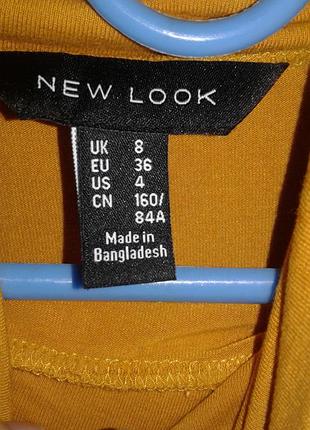 NEW LOOK
UK 8
EU 36
US 4
CN 160/
84A
Made in
Bangladesh